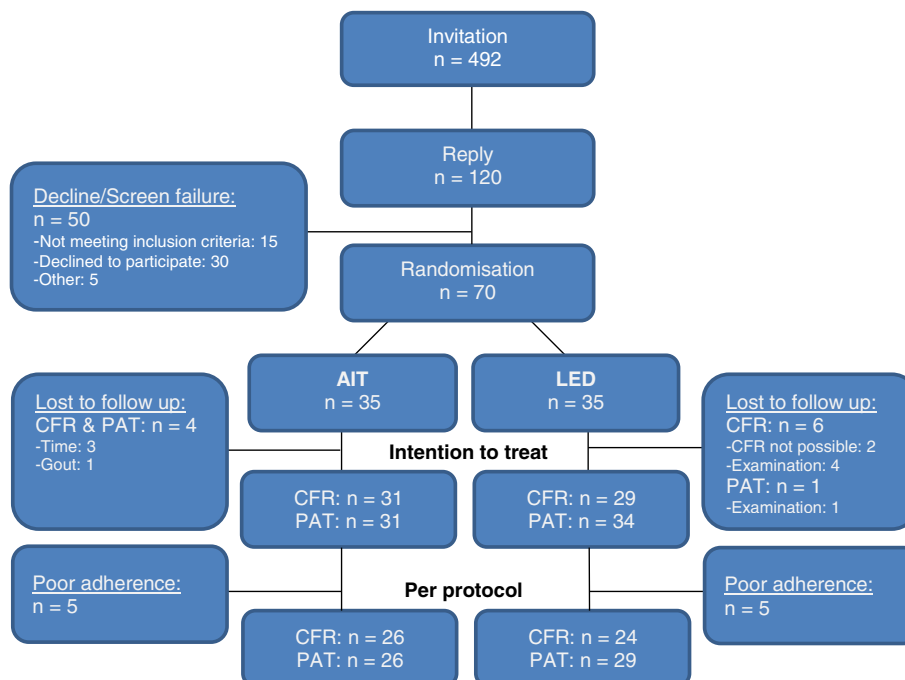 Invitation
n = 492
Reply
n = 120
Decline/Screen failure:
n = 50
-Not meeting inclusion criteria: 15
-Declined to participate: 30
-Other: 5
Randomisation
n = 70
AIT
n = 35
LED
n = 35
Lost to follow up:
CFR & PAT: n = 4
-Time: 3
-Gout: 1
Lost to follow up:
CFR: n = 6
-CFR not possible: 2
-Examination: 4
PAT: n = 1
-Examination: 1
Intention to treat
CFR: n = 31
PAT: n = 31
CFR: n = 29
PAT: n = 34
Poor adherence:
n = 5
Poor adherence:
n = 5
Per protocol
CFR: n = 26
PAT: n = 26
CFR: n = 24
PAT: n = 29